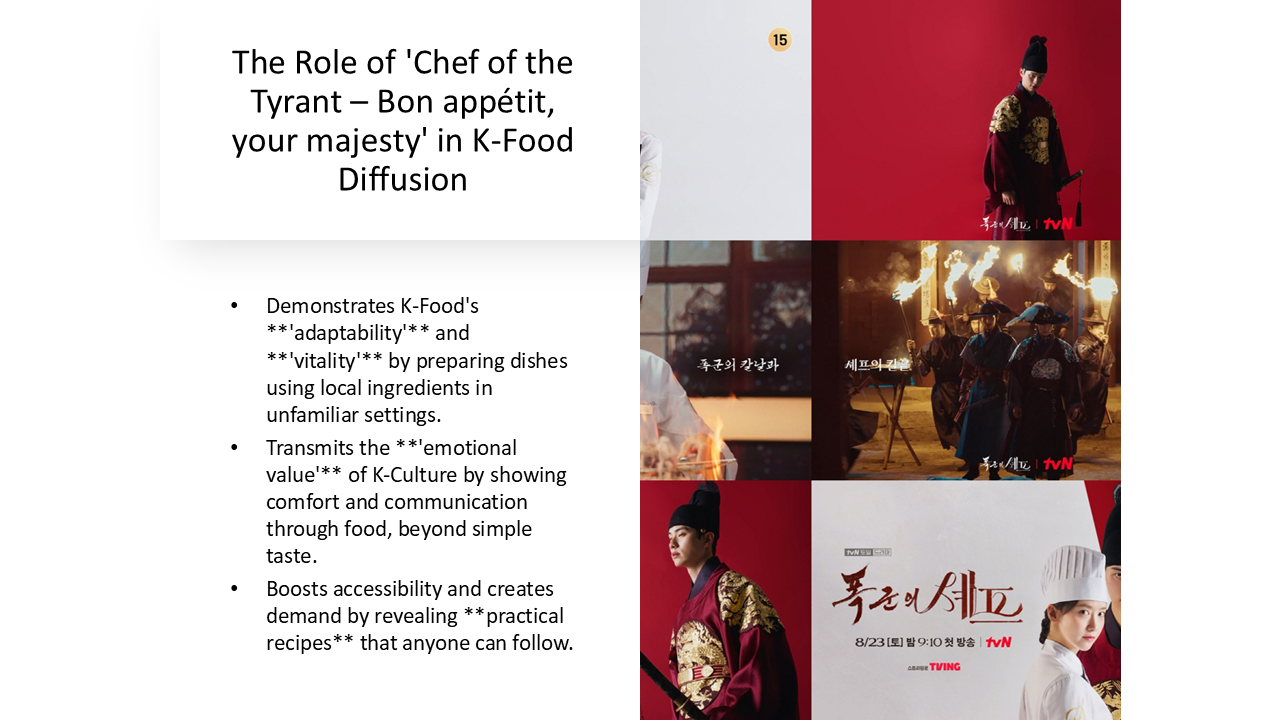 The Role of 'Chef of the
Tyrant – Bon appétit,
your majesty' in K-Food
Diffusion
• Demonstrates K-Food's
**'adaptability'** and
**'vitality'** by preparing dishes
using local ingredients in
unfamiliar settings.
• Transmits the **'emotional
value'** of K-Culture by showing
comfort and communication
through food, beyond simple
taste.
• Boosts accessibility and creates
demand by revealing **practical
recipes** that anyone can follow.
15
폭군의 셰프 | tvN
폭군의 칼날과
셰프의 칼끝
폭군의 셰프 | tvN
tvN 토일
폭군의 셰프
8/23 [토] 밤 9:10 첫 방송 | tvN
스트리밍은 TVING